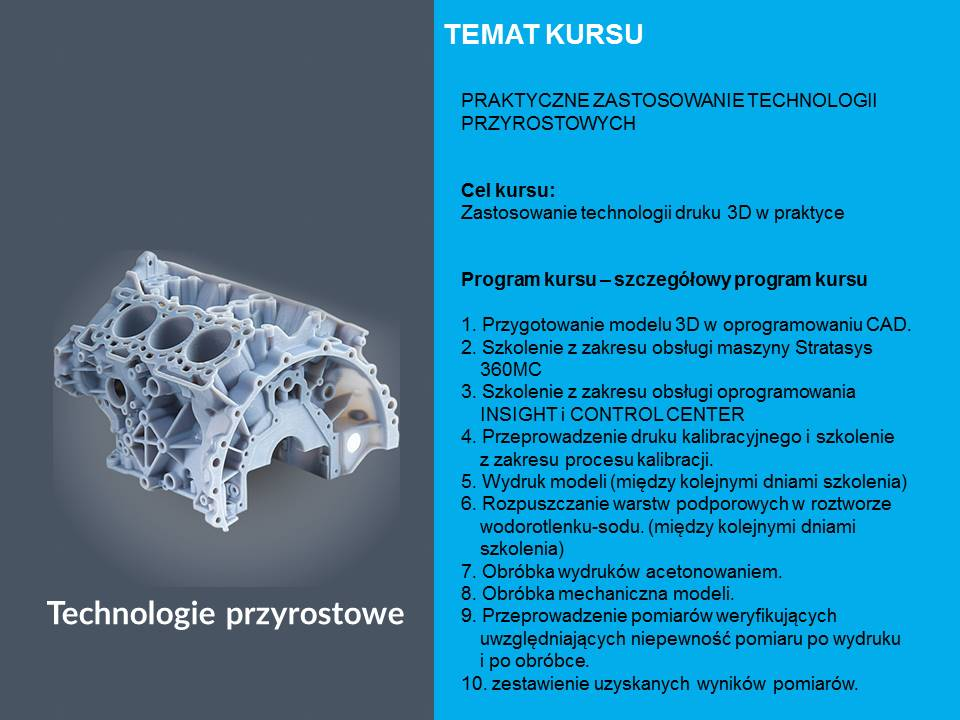 TEMAT KURSU
PRAKTYCZNE ZASTOSOWANIE TECHNOLOGII
PRZYROSTOWYCH
Cel kursu:
Zastosowanie technologii druku 3D w praktyce
Program kursu – szczegółowy program kursu
1. Przygotowanie modelu 3D w oprogramowaniu CAD.
2. Szkolenie z zakresu obsługi maszyny Stratasys
360MC
3. Szkolenie z zakresu obsługi oprogramowania
INSIGHT i CONTROL CENTER
4. Przeprowadzenie druku kalibracyjnego i szkolenie
z zakresu procesu kalibracji.
5. Wydruk modeli (między kolejnymi dniami szkolenia)
6. Rozpuszczanie warstw podporowych w roztworze
wodorotlenku-sodu. (między kolejnymi dniami
szkolenia)
7. Obróbka wydruków acetonowaniem.
8. Obróbka mechaniczna modeli.
9. Przeprowadzenie pomiarów weryfikujących
uwzględniających niepewność pomiaru po wydruku
i po obróbce.
10. zestawienie uzyskanych wyników pomiarów.
Technologie przyrostowe